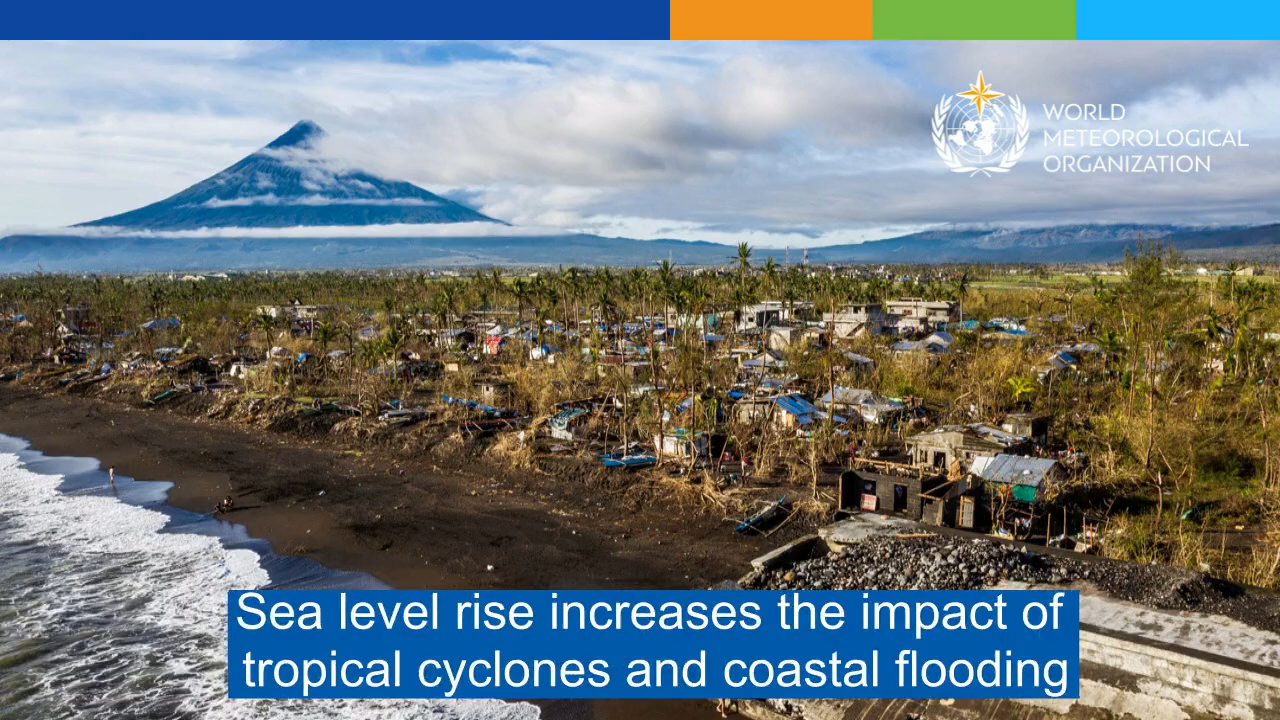 WORLD
METEOROLOGICAL
ORGANIZATION
Sea level rise increases the impact of
tropical cyclones and coastal flooding